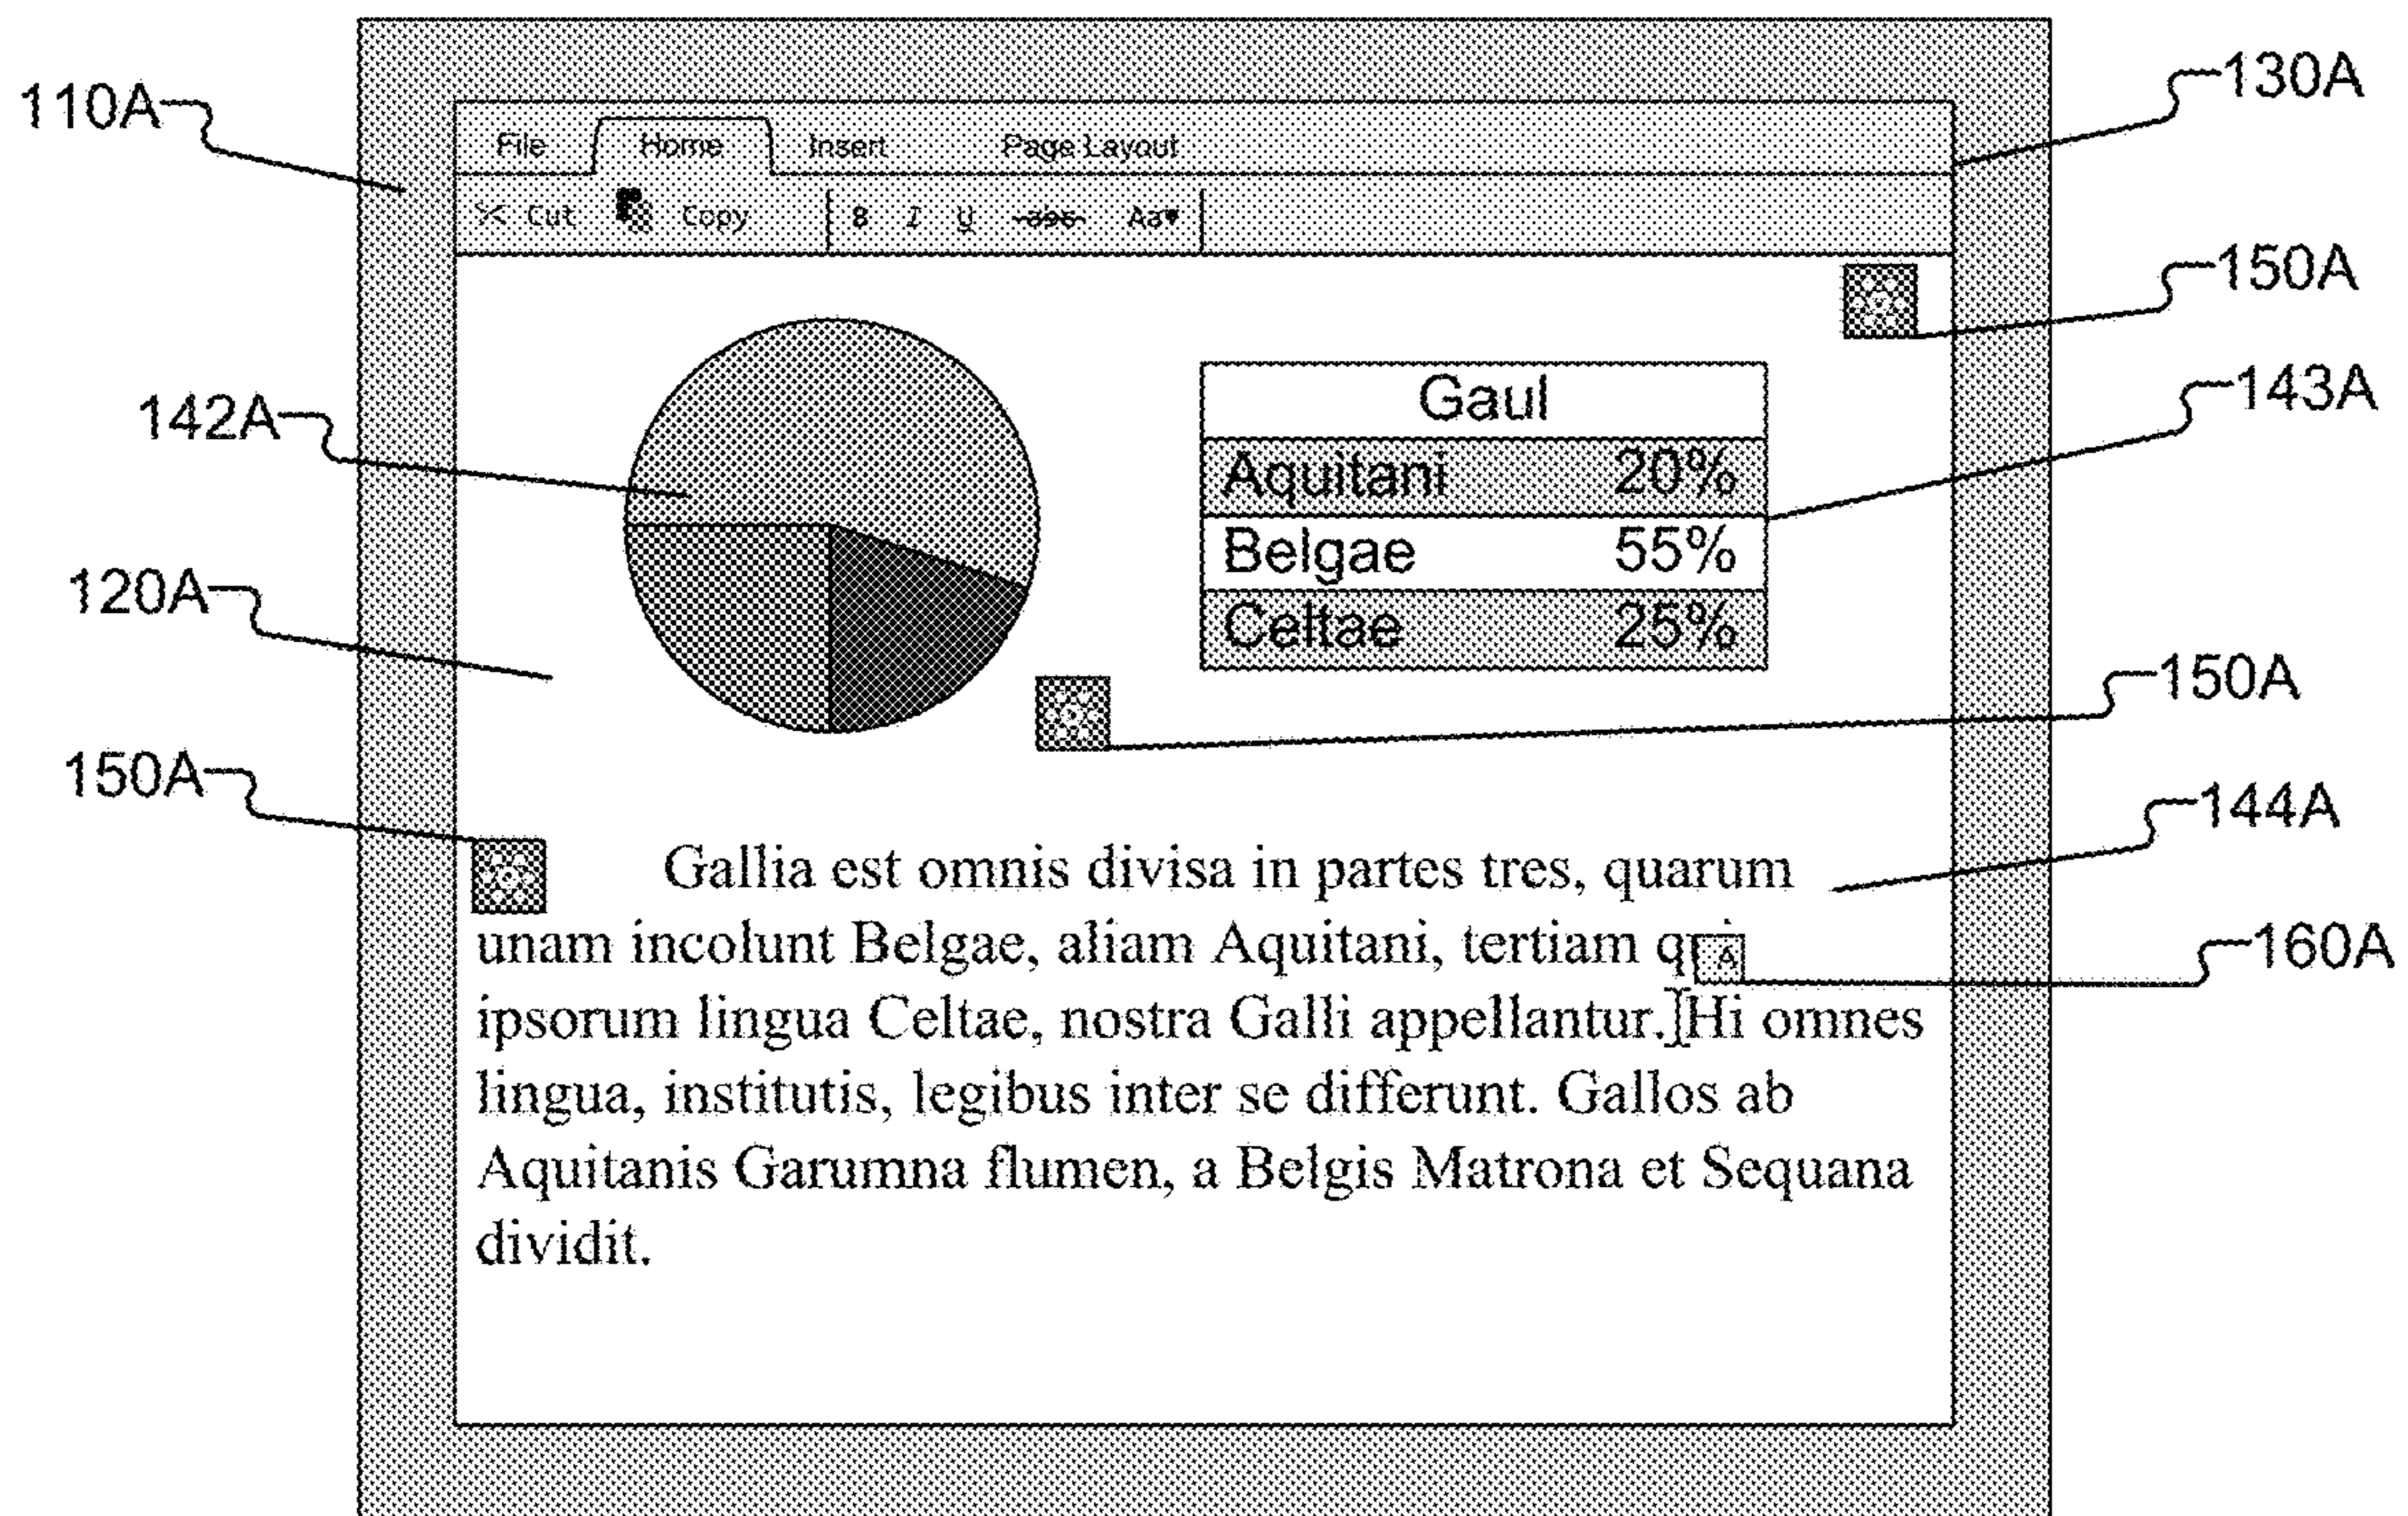 110A
130A
File Home Insert Page Layout
Cut Copy B I U abc Aa▾
150A
142A
143A
Gaul
Aquitani 20%
Belgae 55%
Celtae 25%
120A
150A
150A
144A
Gallia est omnis divisa in partes tres, quarum
unam incolunt Belgae, aliam Aquitani, tertiam qui
A
160A
ipsorum lingua Celtae, nostra Galli appellantur. Hi omnes
lingua, institutis, legibus inter se differunt. Gallos ab
Aquitanis Garumna flumen, a Belgis Matrona et Sequana
dividit.